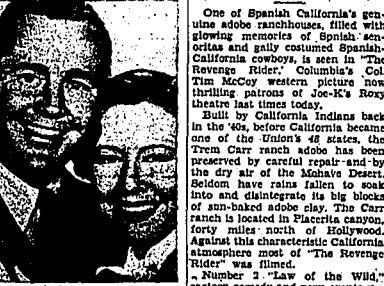 One of Spanish California's gen-
uine adobe ranchhouses, filled with
glowing memories of Spnish sen-
oritas and gaily costumed Spanish-
California cowboys, is seen in "The
Revenge Rider," Columbia's Col.
Tim McCoy western picture now
thrilling patrons of Joe-K's Roxy
theatre last times today.
Built by California Indians back
in the '40s, before California became
one of the Union's 48 states, the
Trem Carr ranch adobe has been
preserved by careful repair and by
the dry air of the Mohave Desert.
Seldom have rains fallen to soak
into and disintegrate its big blocks
of sun-baked adobe clay. The Carr
ranch is located in Placerita canyon,
forty miles north of Hollywood.
Against this characteristic California
atmosphere most of "The Revenge
Rider" was filmed.
Number 2 "Law of the Wild,"